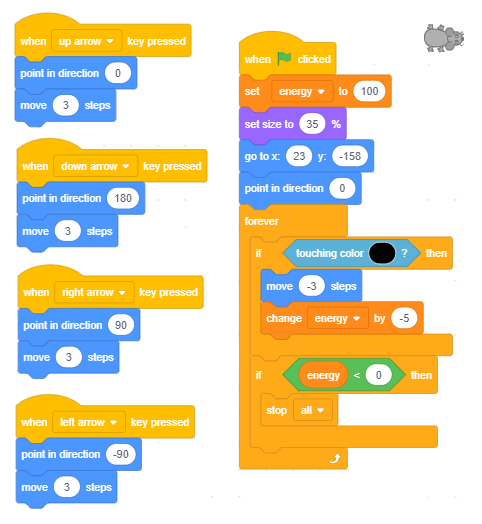 when up arrow key pressed
point in direction 0
move 3 steps
when down arrow key pressed
point in direction 180
move 3 steps
when right arrow key pressed
point in direction 90
move 3 steps
when left arrow key pressed
point in direction -90
move 3 steps
when clicked
set energy to 100
set size to 35 %
go to x: 23 y: -158
point in direction 0
forever
if touching color ? then
move -3 steps
change energy by -5
if energy < 0 then
stop all